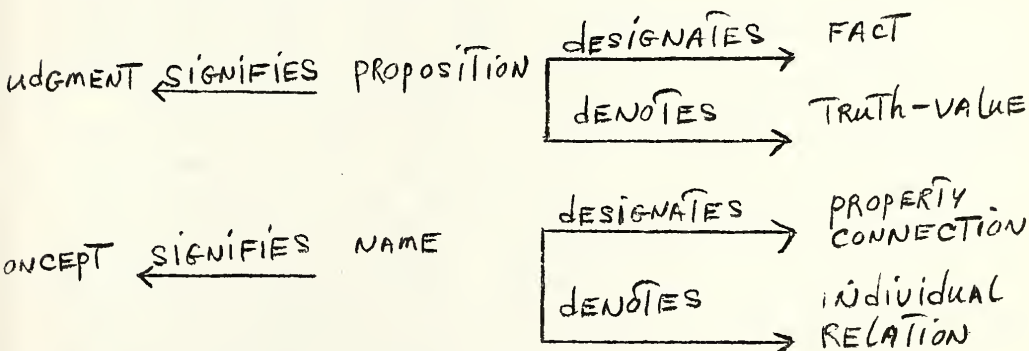 dESiGNATES FACT
udGMENT SiGNiFiES PROPOSiTiON
dENOTES TRuTh-VAluE
dESiGNATES PROPERTY
CONNECTiON
ONCEPT SiGNiFiES NAME
dENOTES iNdividuAl
RElATiON